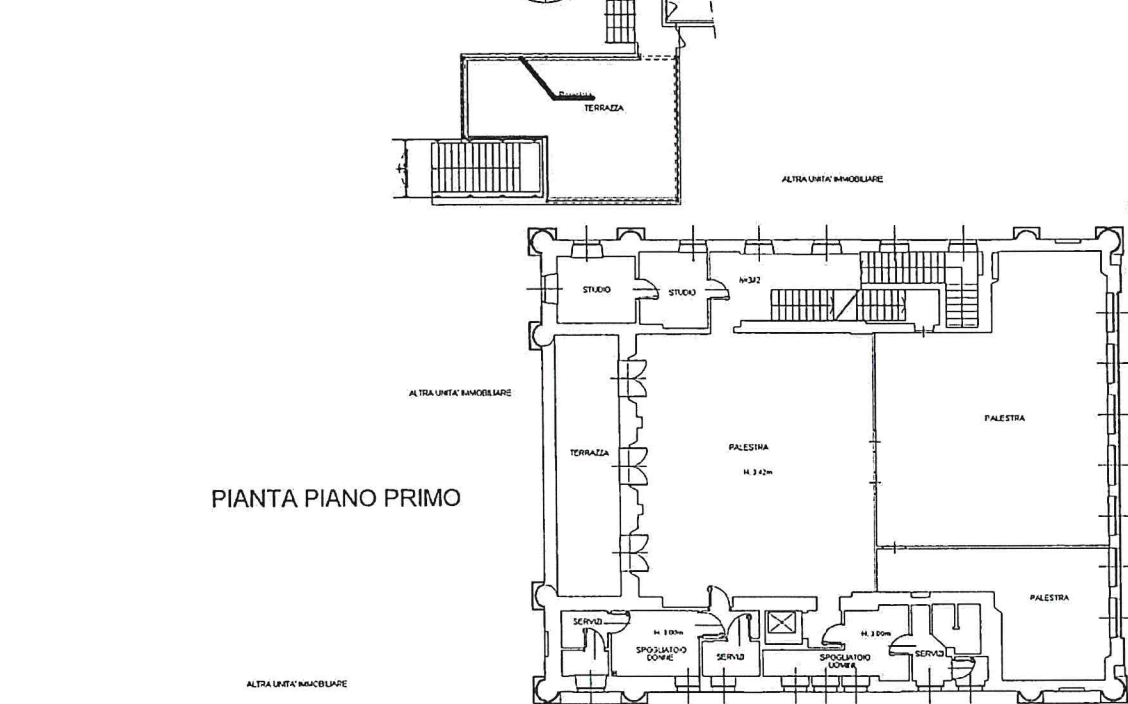 TERRAZZA
ALTRA UNITA' IMMOBILIARE
STUDIO
STUDIO
h=3.42
ALTRA UNITA' IMMOBILIARE
PALESTRA
PALESTRA
TERRAZZA
H. 3.42m
PIANTA PIANO PRIMO
PALESTRA
SERVIZI
H. 3.00m
H. 3.00m
SPOGLIATOIO
DONNE
SERVIZI
SPOGLIATOIO
UOMINI
SERVIZI
ALTRA UNITA' IMMOBILIARE